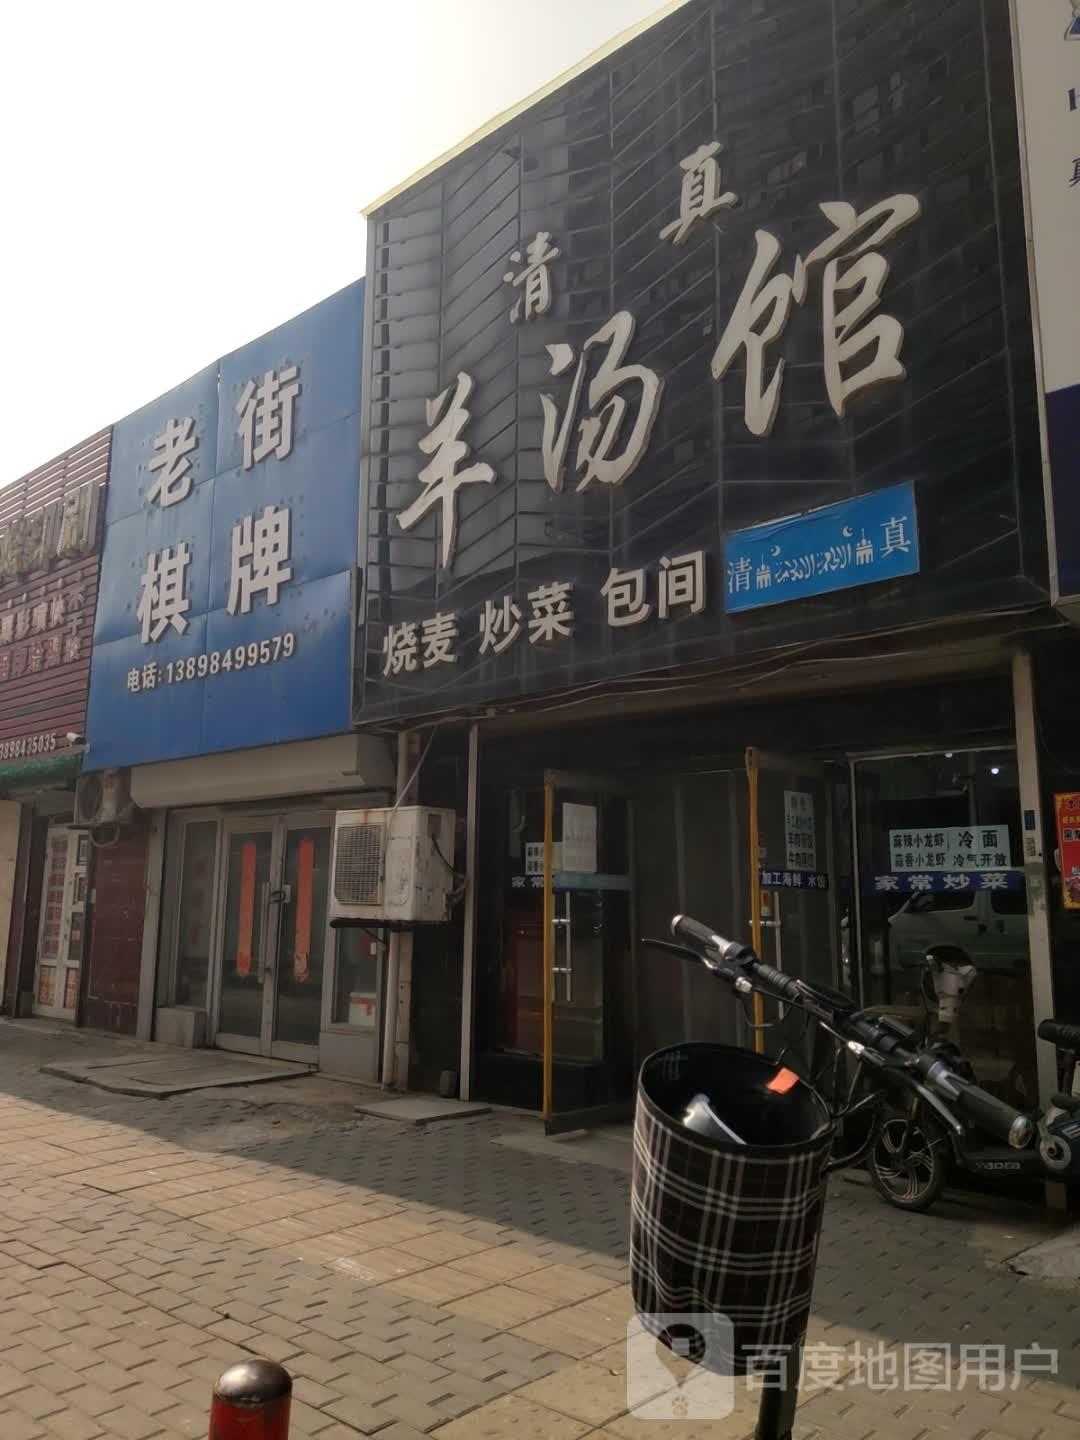 清真
羊汤馆
烧麦 炒菜 包间
清 真
老街
棋牌
电话:13898499579
麻辣小龙虾 冷面
蒜香小龙虾 冷气开放
家常炒菜
加工海鲜 水饺
家常
百度地图用户